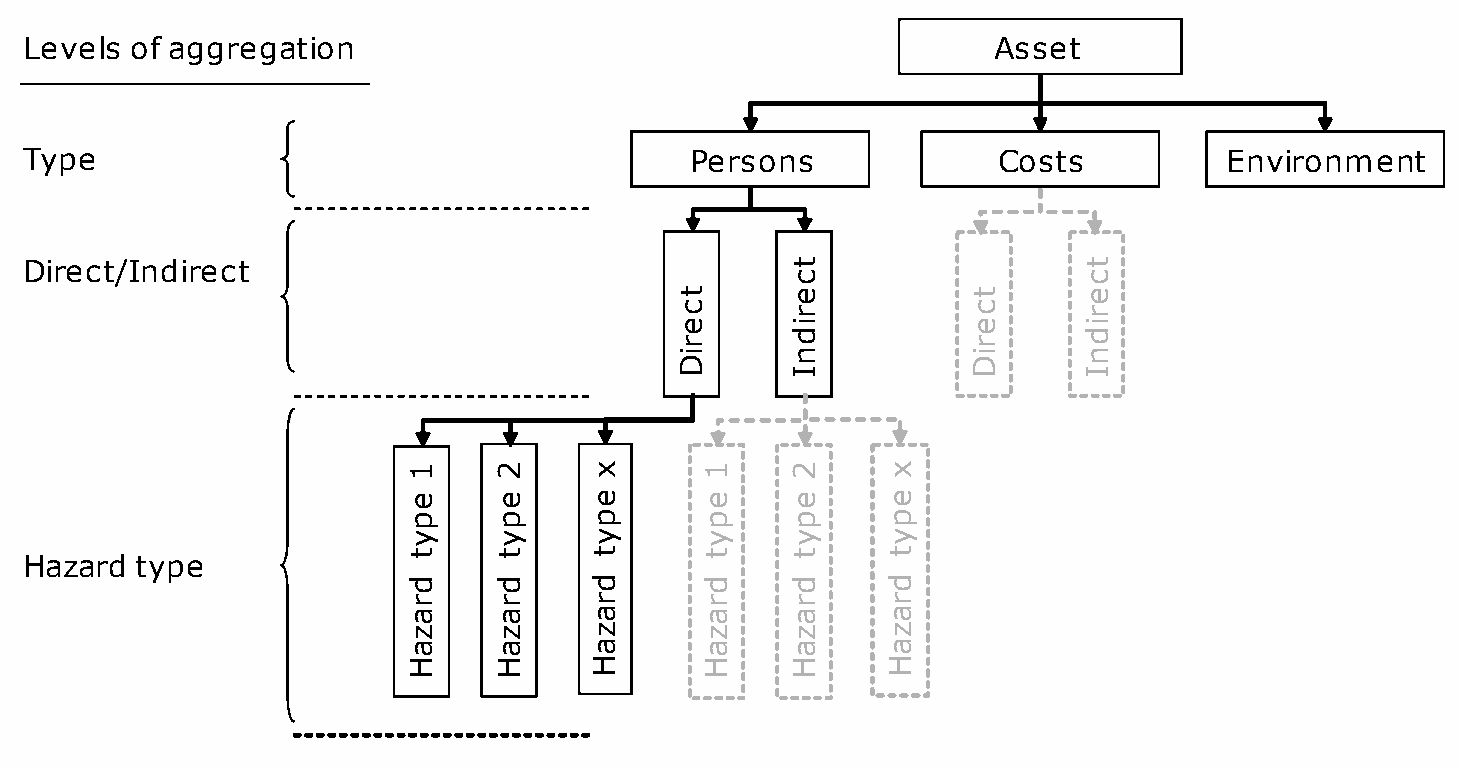 Levels of aggregation
Asset
Type
Persons
Costs
Environment
Direct/Indirect
Direct
Indirect
Direct
Indirect
Hazard type
Hazard type 1
Hazard type 2
Hazard type x
Hazard type 1
Hazard type 2
Hazard type x